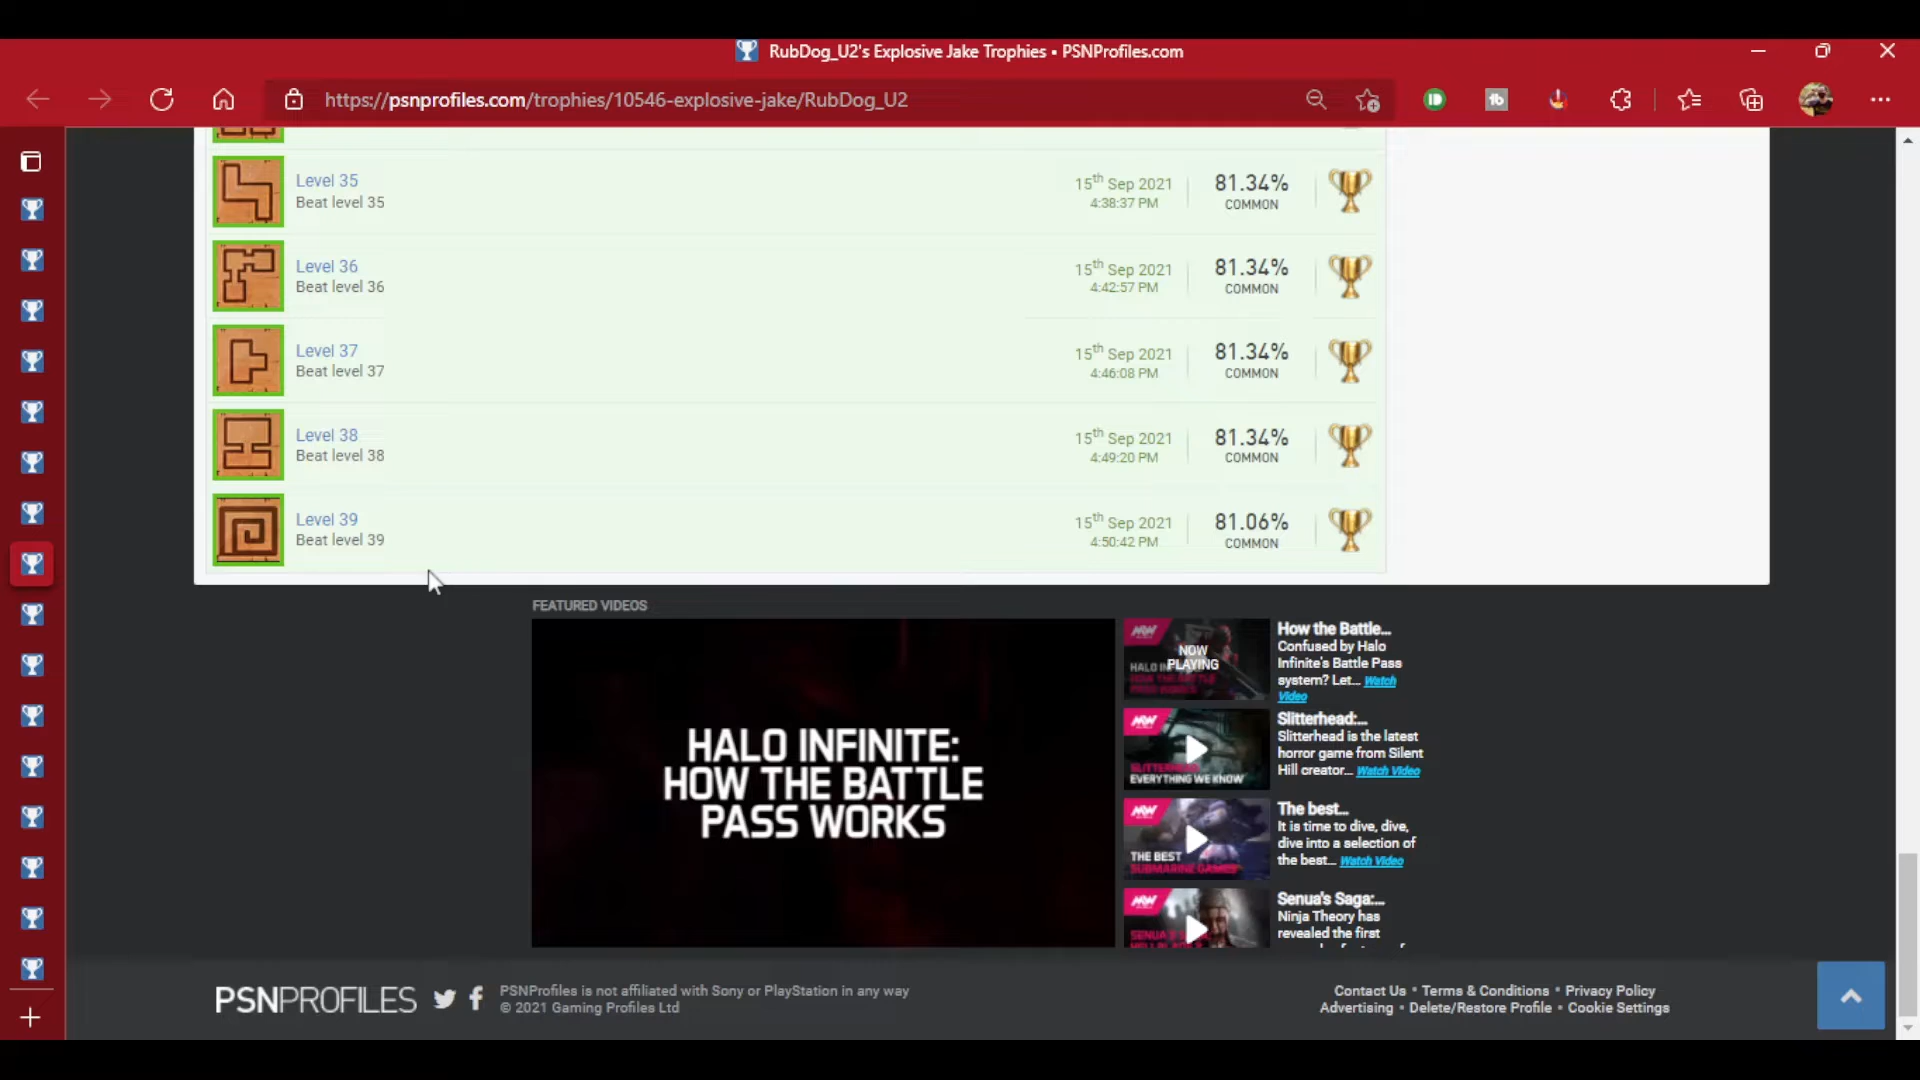 RubDog_U2's Explosive Jake Trophies • PSNProfiles.com
https://psnprofiles.com/trophies/10546-explosive-jake/RubDog_U2
Level 35
Beat level 35
15th Sep 2021
4:38:37 PM
81.34%
COMMON
Level 36
Beat level 36
15th Sep 2021
4:42:57 PM
81.34%
COMMON
Level 37
Beat level 37
15th Sep 2021
4:46:08 PM
81.34%
COMMON
Level 38
Beat level 38
15th Sep 2021
4:49:20 PM
81.34%
COMMON
Level 39
Beat level 39
15th Sep 2021
4:50:42 PM
81.06%
COMMON
FEATURED VIDEOS
HALO INFINITE:
HOW THE BATTLE
PASS WORKS
NOW
PLAYING
How the Battle...
Confused by Halo
Infinite's Battle Pass
system? Let... Watch
Video
EVERYTHING WE KNOW
Slitterhead:...
Slitterhead is the latest
horror game from Silent
Hill creator... Watch Video
THE BEST
SUBMARINE GAMES
The best...
It is time to dive, dive,
dive into a selection of
the best... Watch Video
Senua's Saga:...
Ninja Theory has
revealed the first
PSNPROFILES
PSNProfiles is not affiliated with Sony or PlayStation in any way
© 2021 Gaming Profiles Ltd
Contact Us • Terms & Conditions • Privacy Policy
Advertising • Delete/Restore Profile • Cookie Settings